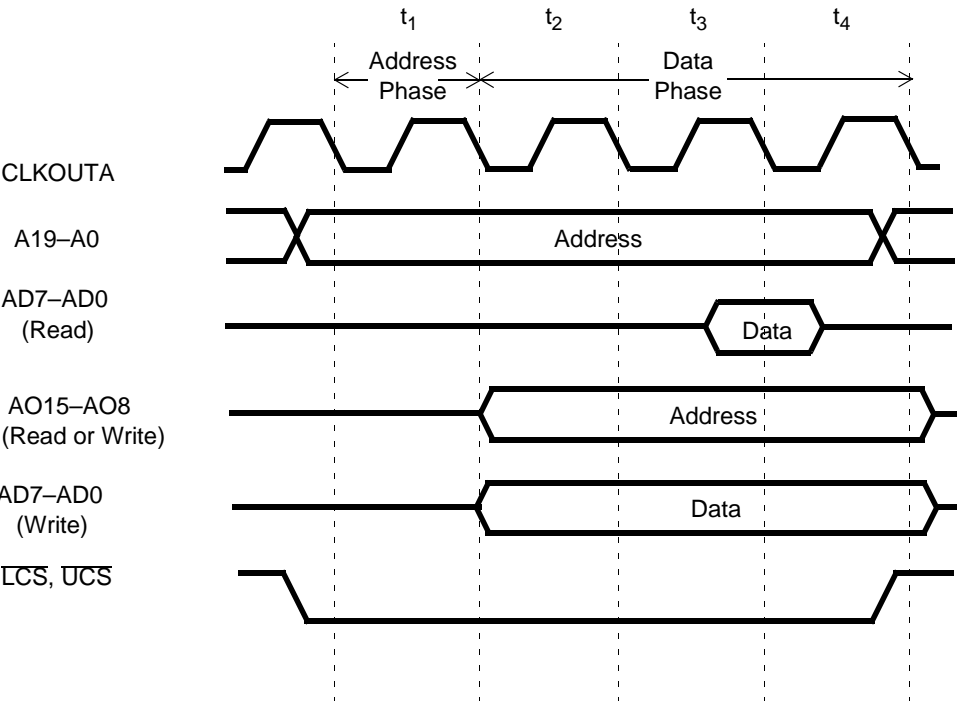 t1 t2 t3 t4
Address Phase
Data Phase
CLKOUTA
A19–A0
Address
AD7–AD0
(Read)
Data
AO15–AO8
(Read or Write)
Address
AD7–AD0
(Write)
Data
LCS, UCS